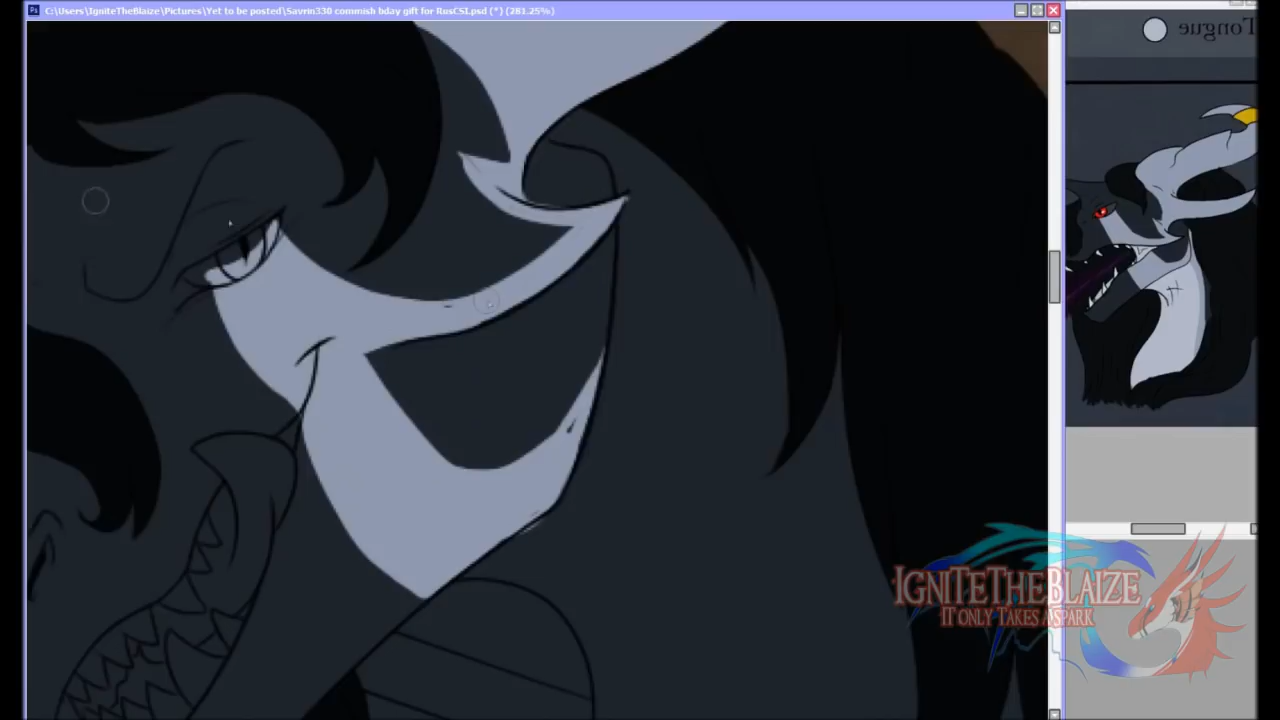 C:\Users\IgniteTheBlaize\Pictures\Yet to be posted\Savrin330 commish bday gift for RusCSI.psd (*) (281.25%)
Tongue
IGNITETHEBLAIZE
IT ONLY TAKES A SPARK